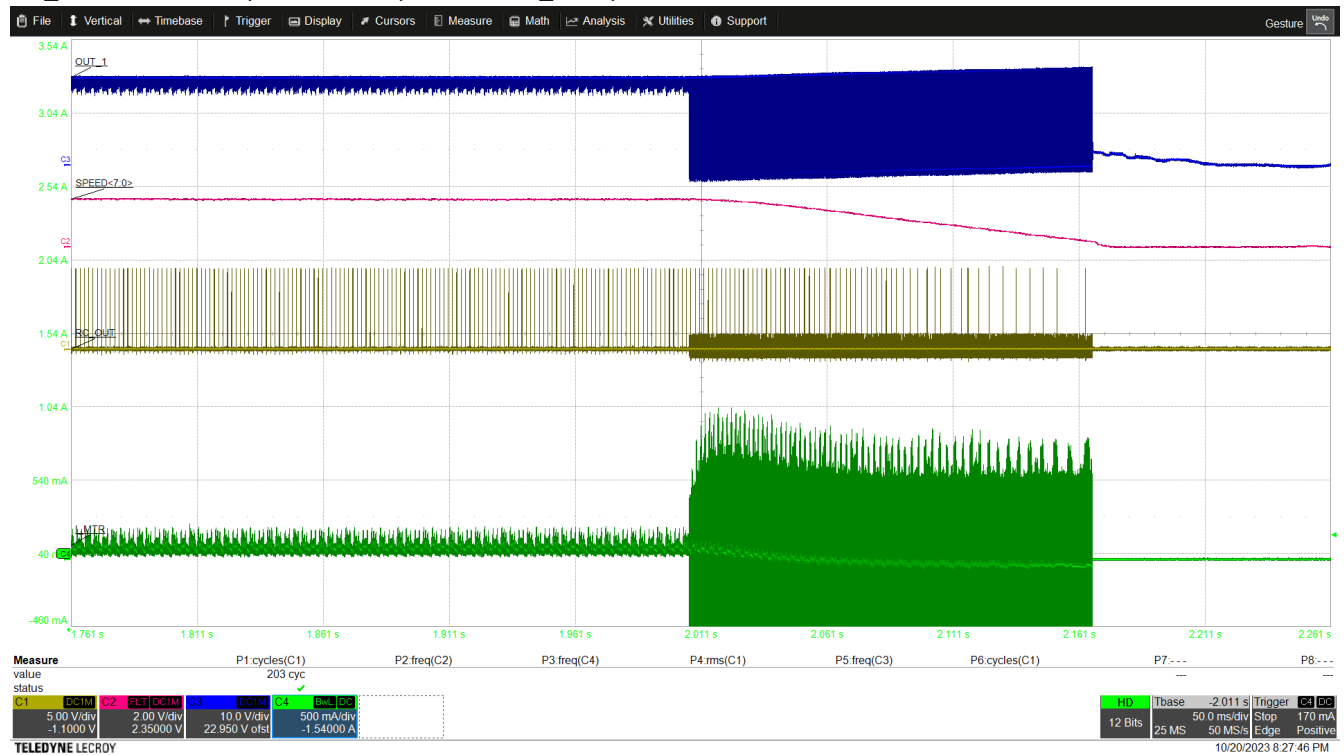 File Vertical Timebase Trigger Display Cursors Measure Math Analysis Utilities Support Gesture Undo
3.54 A
OUT_1
3.04 A
C3
2.54 A
SPEED<7:0>
C2
2.04 A
1.54 A
RC_OUT
C1
1.04 A
540 mA
I_MTR
40 m
C4
-460 mA
1.761 s 1.811 s 1.861 s 1.911 s 1.961 s 2.011 s 2.061 s 2.111 s 2.161 s 2.211 s 2.261 s
Measure P1:cycles(C1) P2:freq(C2) P3:freq(C4) P4:rms(C1) P5:freq(C3) P6:cycles(C1) P7:- - - P8:- - -
value 203 cyc --- ---
status
C1 DC1M C2 FLT DC1M C3 DC1M C4 BwL DC HD Tbase -2.011 s Trigger C4 DC
5.00 V/div 2.00 V/div 10.0 V/div 500 mA/div 12 Bits 50.0 ms/div Stop 170 mA
-1.1000 V 2.35000 V 22.950 V ofst -1.54000 A 25 MS 50 MS/s Edge Positive
TELEDYNE LECROY 10/20/2023 8:27:46 PM